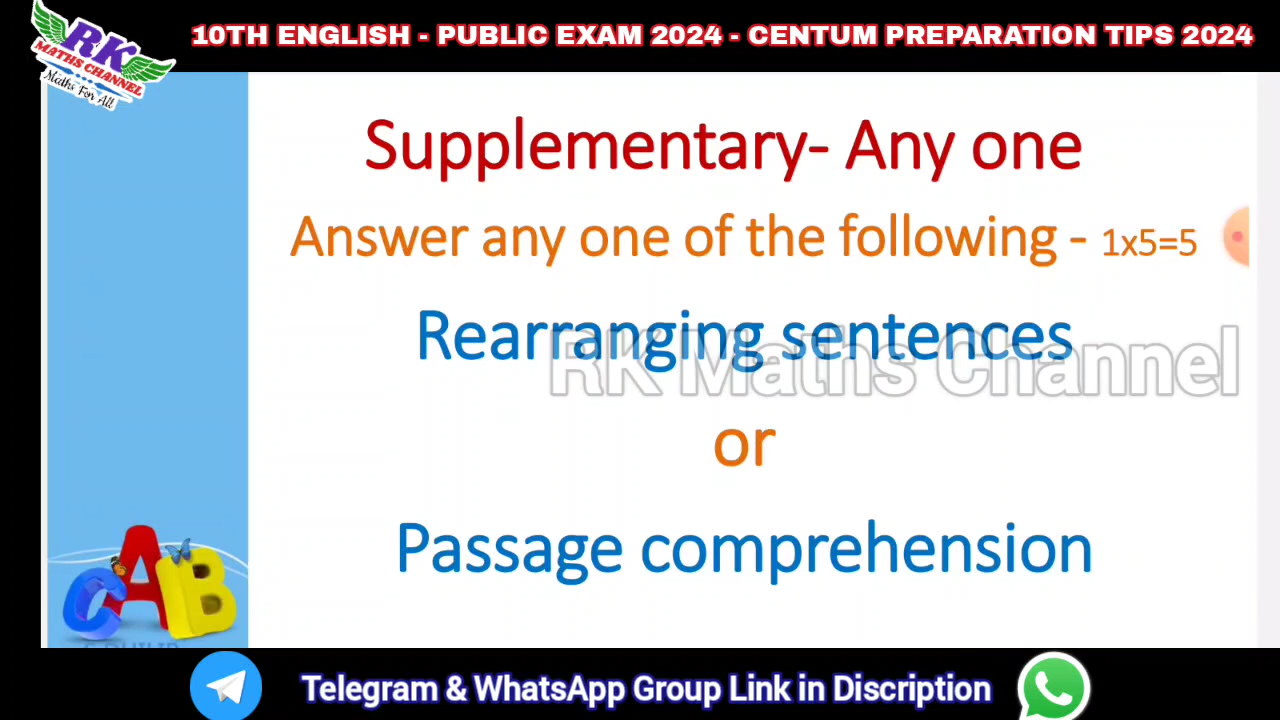 10TH ENGLISH - PUBLIC EXAM 2024 - CENTUM PREPARATION TIPS 2024
RK
MATHS CHANNEL
Maths For All
Supplementary- Any one
Answer any one of the following - 1x5=5
Rearranging sentences
RK Maths Channel
or
Passage comprehension
CAB
Telegram & WhatsApp Group Link in Discription